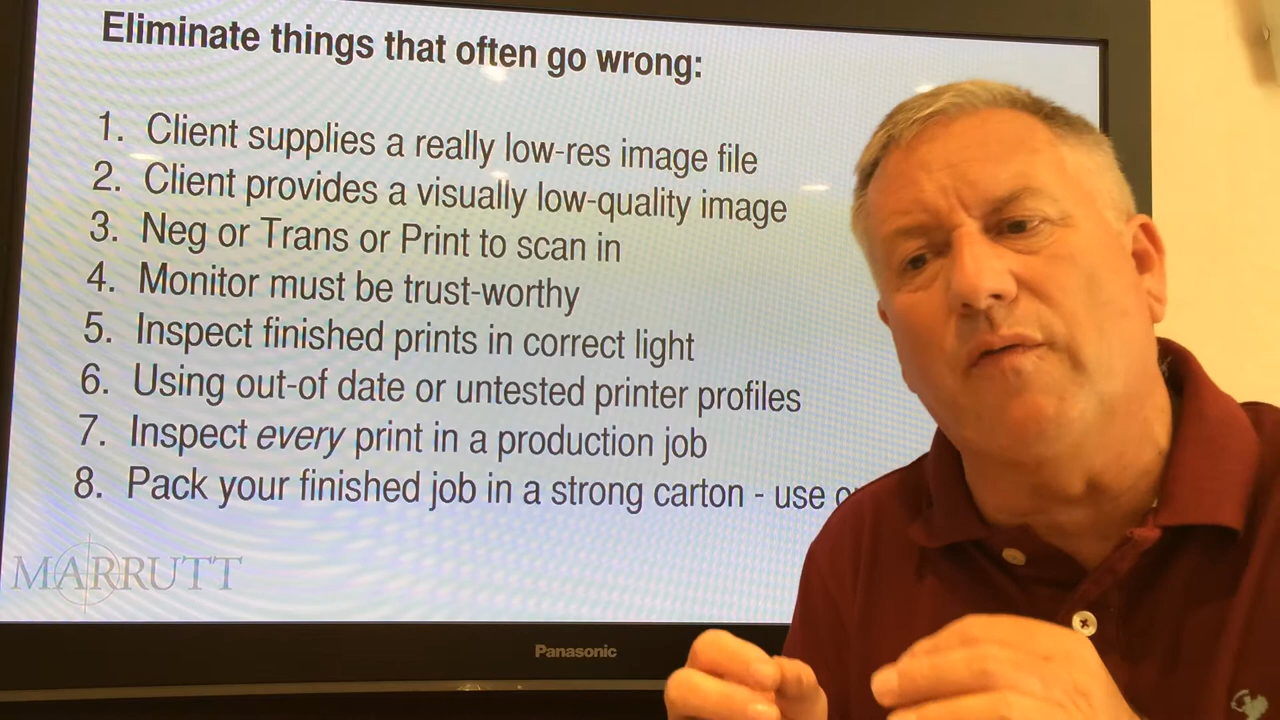 Eliminate things that often go wrong:
1. Client supplies a really low-res image file
2. Client provides a visually low-quality image
3. Neg or Trans or Print to scan in
4. Monitor must be trust-worthy
5. Inspect finished prints in correct light
6. Using out-of date or untested printer profiles
7. Inspect every print in a production job
8. Pack your finished job in a strong carton - use
MARRUTT
Panasonic